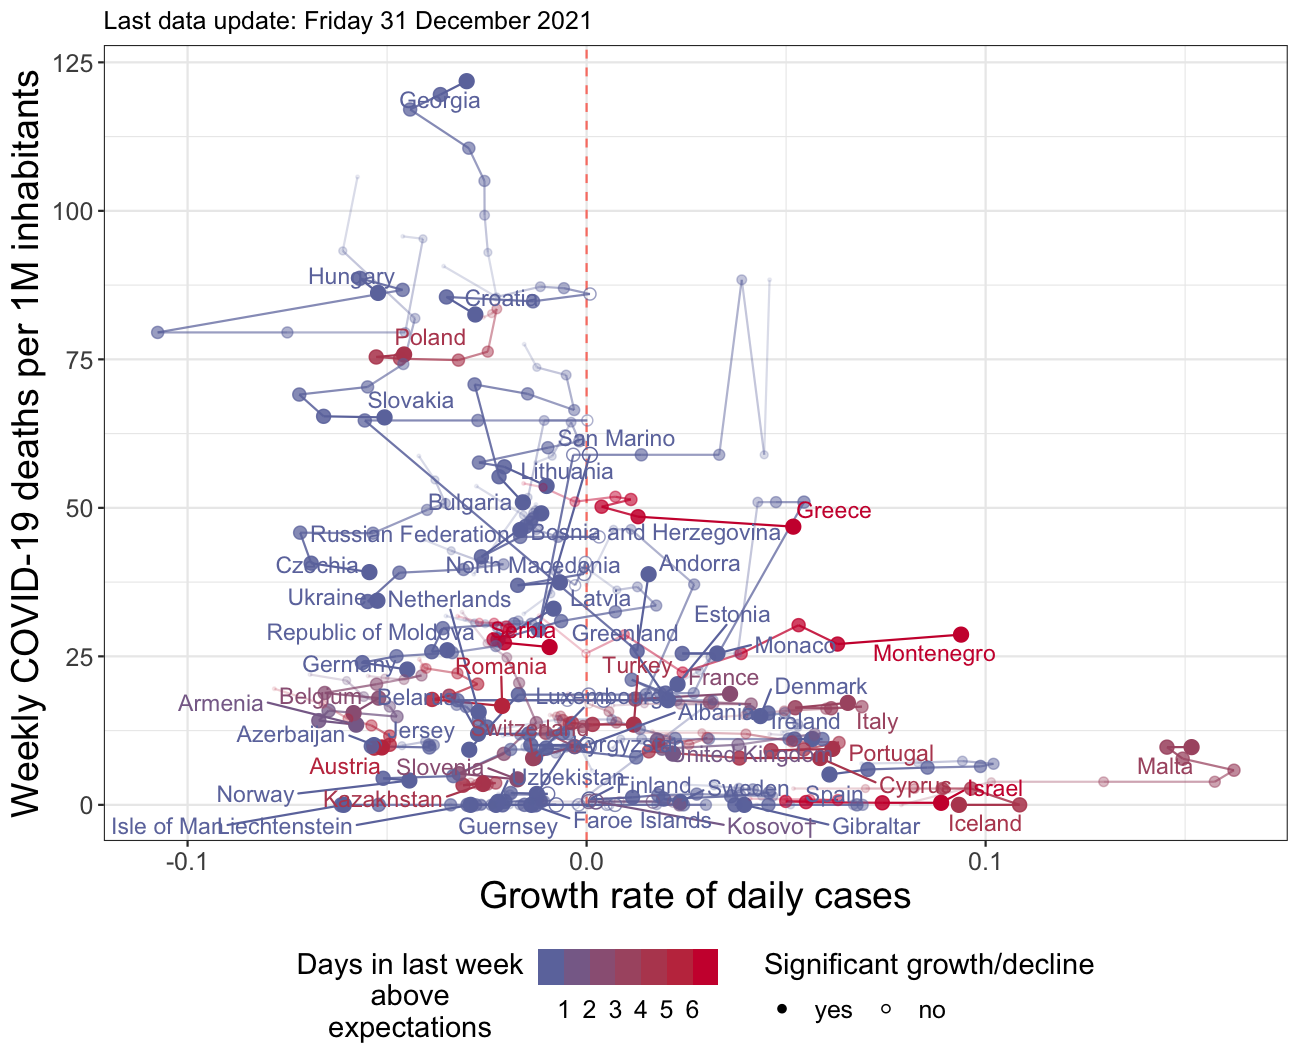 Last data update: Friday 31 December 2021
Weekly COVID-19 deaths per 1M inhabitants
125
100
75
50
25
0
Georgia
Hungary
Croatia
Poland
Slovakia
San Marino
Lithuania
Bulgaria
Greece
Russian Federation
Bosnia and Herzegovina
Czechia
North Macedonia
Andorra
Ukraine
Netherlands
Latvia
Estonia
Republic of Moldova
Serbia
Greenland
Monaco
Montenegro
Germany
Romania
Turkey
France
Armenia
Belgium
Belarus
Luxembourg
Denmark
Albania
Azerbaijan
Jersey
Switzerland
Ireland
Italy
Kyrgyzstan
United Kingdom
Portugal
Austria
Slovenia
Malta
Uzbekistan
Norway
Kazakhstan
Finland
Sweden
Spain
Cyprus
Israel
Isle of Man
Liechtenstein
Guernsey
Faroe Islands
Kosovo†
Gibraltar
Iceland
-0.1
0.0
0.1
Growth rate of daily cases
Days in last week
above
expectations
1 2 3 4 5 6
Significant growth/decline
yes
no